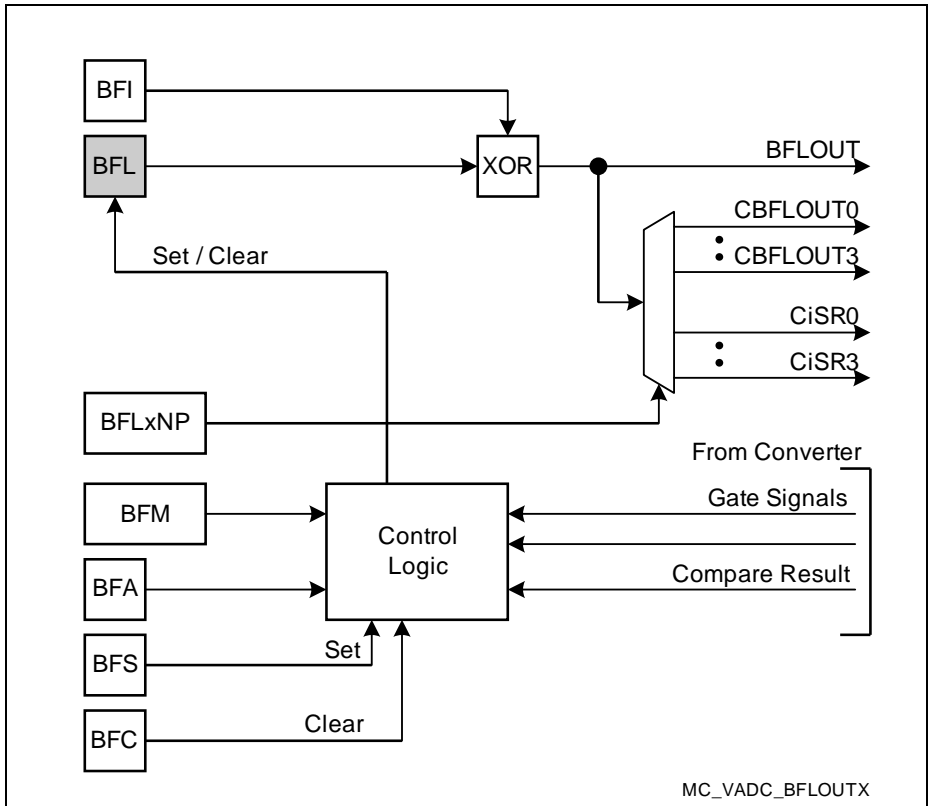 BFI
BFL
XOR
BFLOUT
CBFLOUT0
CBFLOUT3
Set / Clear
CiSR0
CiSR3
BFLxNP
From Converter
BFM
Control
Logic
Gate Signals
Compare Result
BFA
BFS
Set
BFC
Clear
MC_VADC_BFLOUTX